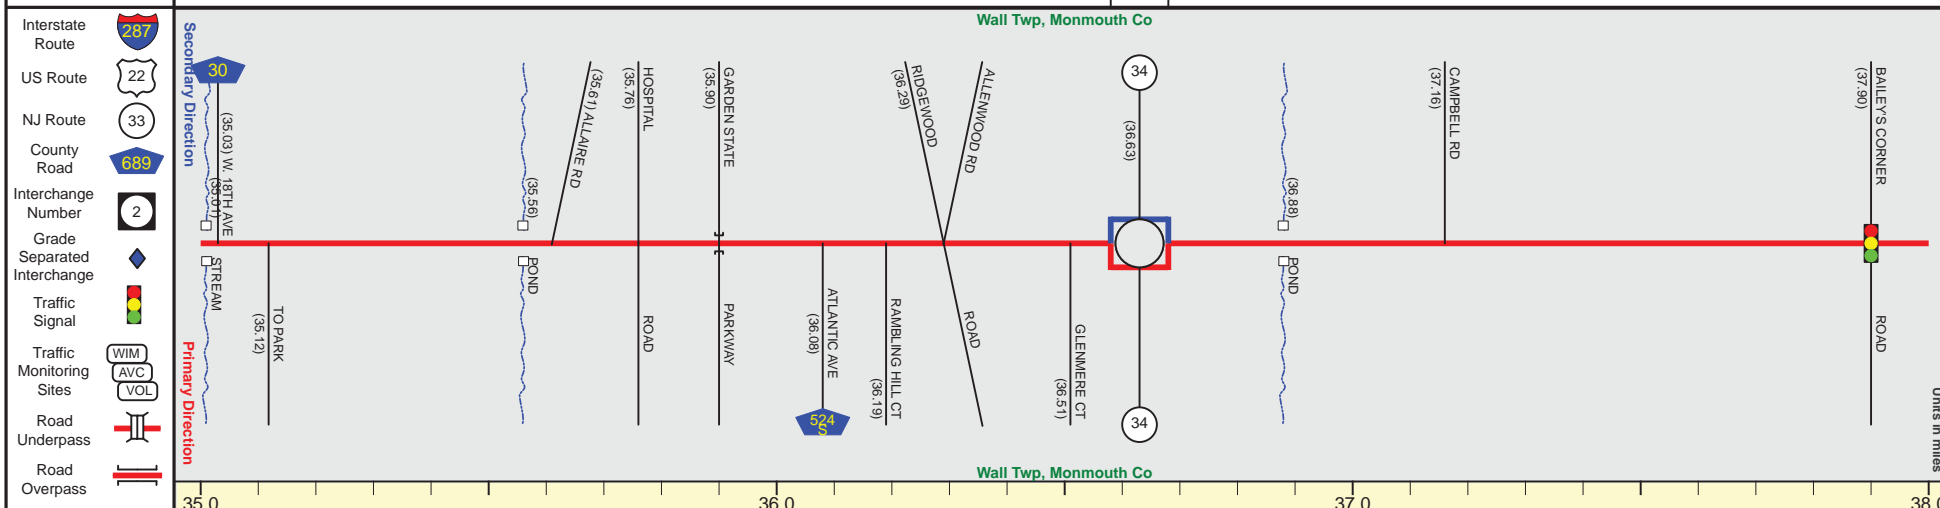 Interstate
Route
287
US Route
22
NJ Route
33
County
Road
689
Interchange
Number
2
Grade
Separated
Interchange
Traffic
Signal
Traffic
Monitoring
Sites
WIM
AVC
VOL
Road
Underpass
Road
Overpass
Secondary Direction
Primary Direction
Wall Twp, Monmouth Co
30
(35.03) W. 18TH AVE
(35.01)
STREAM
TO PARK
(35.12)
(35.56)
POND
(35.61) ALLAIRE RD
HOSPITAL
(35.76)
ROAD
GARDEN STATE
(35.90)
PARKWAY
ATLANTIC AVE
(36.08)
524
S
RAMBLING HILL CT
(36.19)
RIDGEWOOD
(36.29)
ROAD
ALLENWOOD RD
GLENMERE CT
(36.51)
34
(36.63)
34
(36.88)
POND
CAMPBELL RD
(37.16)
BAILEY'S CORNER
(37.90)
ROAD
Wall Twp, Monmouth Co
Units in miles
35.0
36.0
37.0
38.0